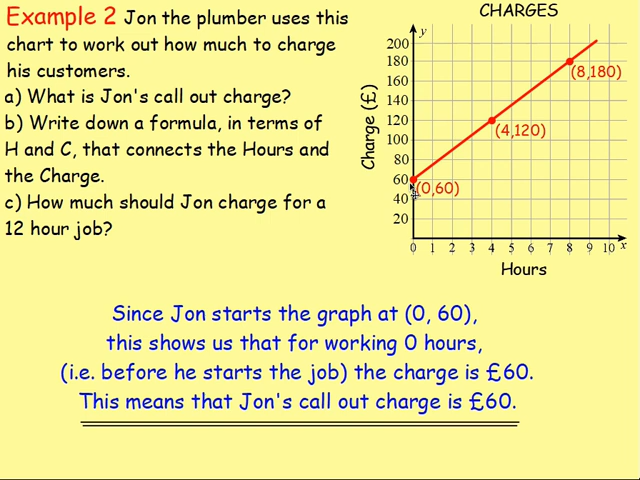 Example 2 Jon the plumber uses this
chart to work out how much to charge
his customers.
a) What is Jon's call out charge?
b) Write down a formula, in terms of
H and C, that connects the Hours and
the Charge.
c) How much should Jon charge for a
12 hour job?
CHARGES
y
200
180
160
140
120
100
80
60
40
20
Charge (£)
(8,180)
(4,120)
(0,60)
0 1 2 3 4 5 6 7 8 9 10 x
Hours
Since Jon starts the graph at (0, 60),
this shows us that for working 0 hours,
(i.e. before he starts the job) the charge is £60.
This means that Jon's call out charge is £60.